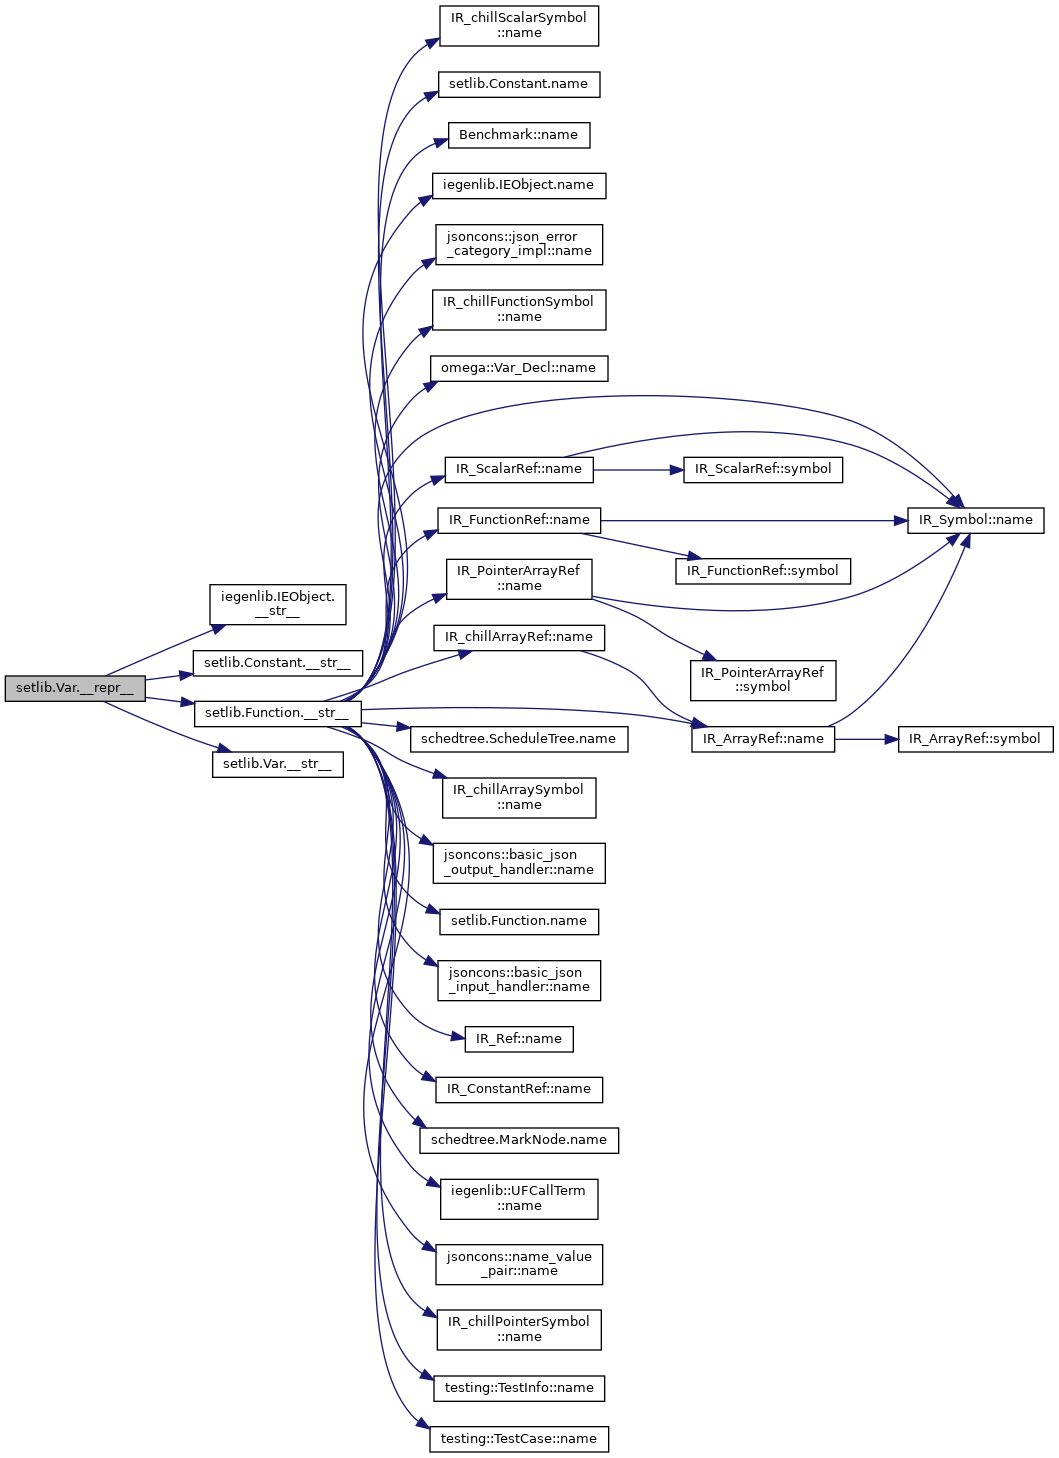 setlib.Var.__repr__
iegenlib.IEObject.
__str__
setlib.Constant.__str__
setlib.Function.__str__
setlib.Var.__str__
IR_chillScalarSymbol
::name
setlib.Constant.name
Benchmark::name
iegenlib.IEObject.name
jsoncons::json_error
_category_impl::name
IR_chillFunctionSymbol
::name
omega::Var_Decl::name
IR_ScalarRef::name
IR_FunctionRef::name
IR_PointerArrayRef
::name
IR_chillArrayRef::name
schedtree.ScheduleTree.name
IR_chillArraySymbol
::name
jsoncons::basic_json
_output_handler::name
setlib.Function.name
jsoncons::basic_json
_input_handler::name
IR_Ref::name
IR_ConstantRef::name
schedtree.MarkNode.name
iegenlib::UFCallTerm
::name
jsoncons::name_value
_pair::name
IR_chillPointerSymbol
::name
testing::TestInfo::name
testing::TestCase::name
IR_ScalarRef::symbol
IR_FunctionRef::symbol
IR_PointerArrayRef
::symbol
IR_ArrayRef::name
IR_Symbol::name
IR_ArrayRef::symbol